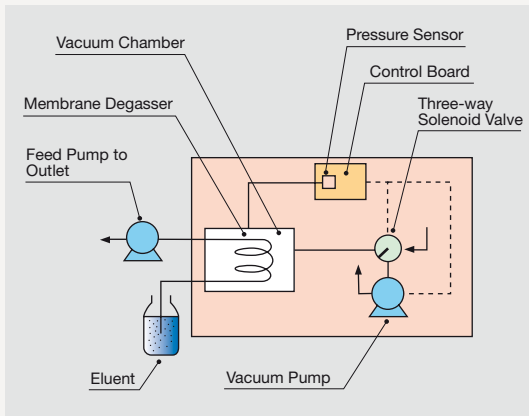 Vacuum Chamber
Pressure Sensor
Control Board
Membrane Degasser
Three-way
Solenoid Valve
Feed Pump to
Outlet
Eluent
Vacuum Pump